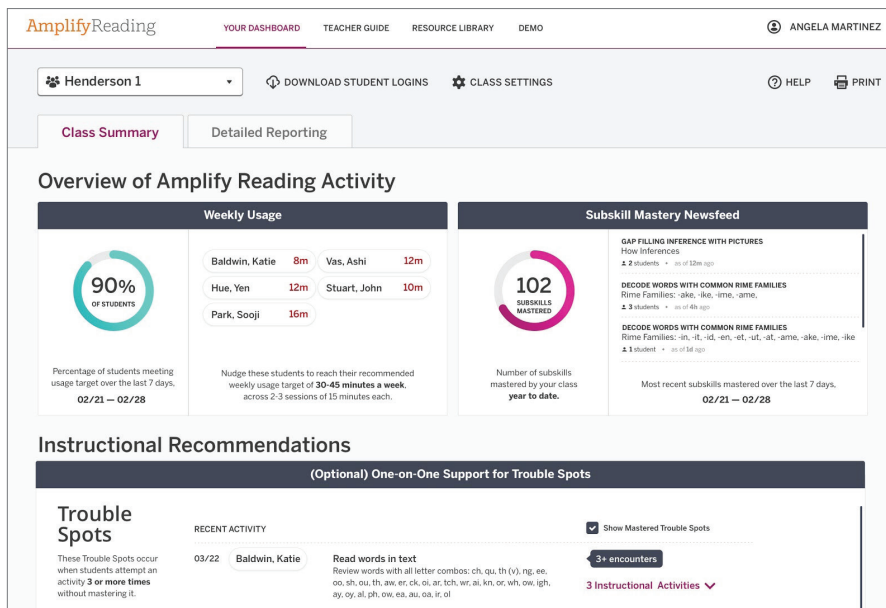 AmplifyReading
YOUR DASHBOARD
TEACHER GUIDE
RESOURCE LIBRARY
DEMO
ANGELA MARTINEZ
Henderson 1
DOWNLOAD STUDENT LOGINS
CLASS SETTINGS
HELP
PRINT
Class Summary
Detailed Reporting
Overview of Amplify Reading Activity
Weekly Usage
90%
OF STUDENTS
Percentage of students meeting
usage target over the last 7 days,
02/21 — 02/28
Baldwin, Katie 8m
Vas, Ashi 12m
Hue, Yen 12m
Stuart, John 10m
Park, Sooji 16m
Nudge these students to reach their recommended
weekly usage target of 30-45 minutes a week,
across 2-3 sessions of 15 minutes each.
Subskill Mastery Newsfeed
102
SUBSKILLS
MASTERED
Number of subskills
mastered by your class
year to date.
GAP FILLING INFERENCE WITH PICTURES
How Inferences
2 students • as of 12m ago
DECODE WORDS WITH COMMON RIME FAMILIES
Rime Families: -ake, -ike, -ime, -ame,
3 students • as of 4h ago
DECODE WORDS WITH COMMON RIME FAMILIES
Rime Families: -in, -it, -id, -en, -et, -ut, -at, -ame, -ake, -ime, -ike
1 student • as of 1d ago
Most recent subskills mastered over the last 7 days,
02/21 — 02/28
Instructional Recommendations
(Optional) One-on-One Support for Trouble Spots
Trouble
Spots
These Trouble Spots occur
when students attempt an
activity 3 or more times
without mastering it.
RECENT ACTIVITY
Show Mastered Trouble Spots
03/22
Baldwin, Katie
Read words in text
Review words with all letter combos: ch, qu, th (v), ng, ee,
oo, sh, ou, th, aw, er, ck, oi, ar, tch, wr, ai, kn, or, wh, ow, igh,
ay, oy, al, ph, ow, ea, au, oa, ir, ol
3+ encounters
3 Instructional Activities